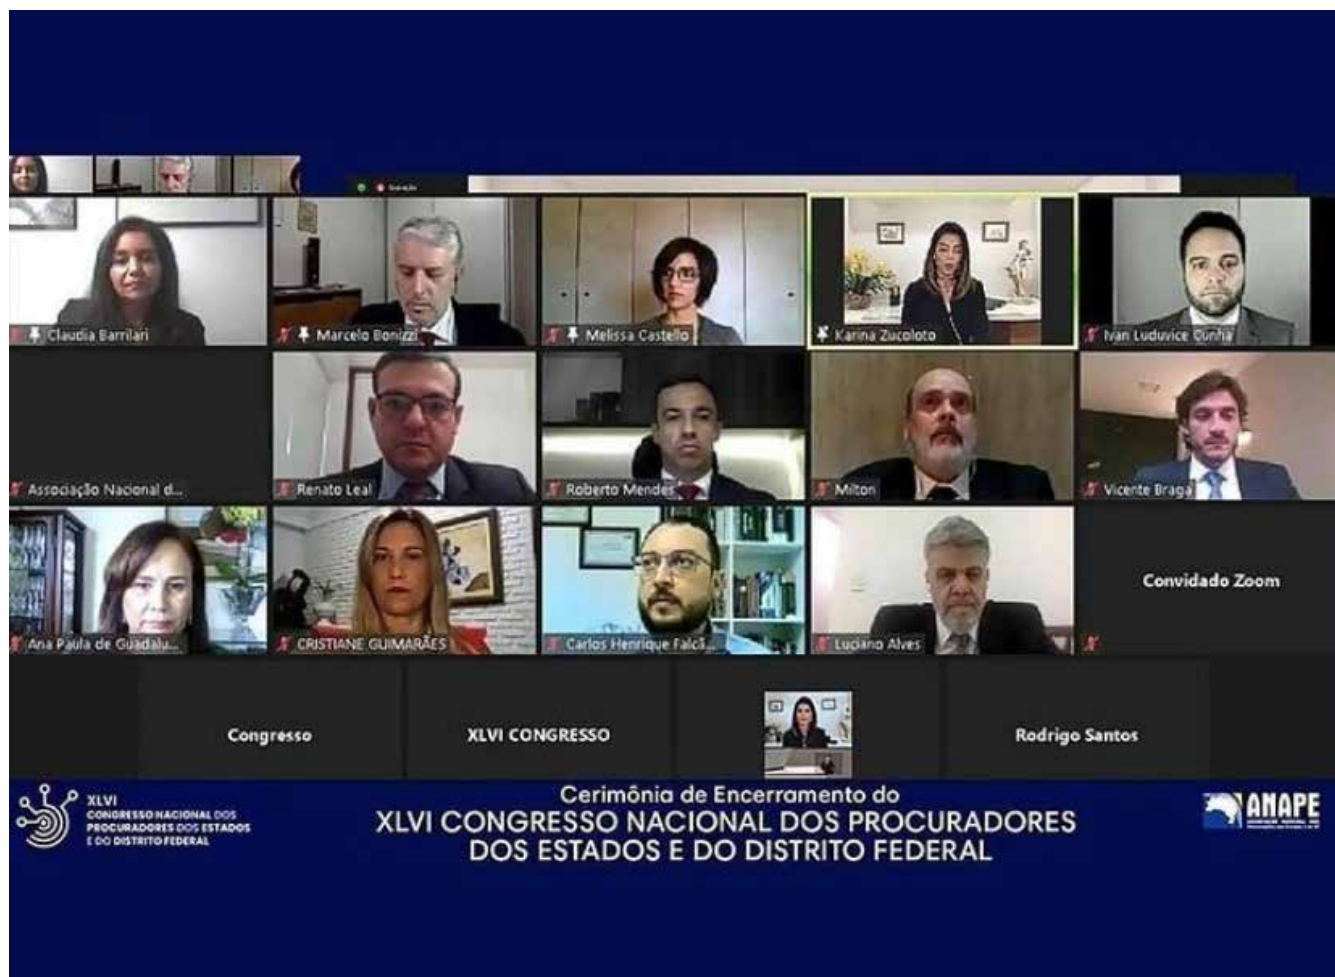 Claudia Barrilari
Marcelo Bonizzi
Melissa Castello
Karina Zucoloto
Ivan Luduvice Cunha
Associação Nacional d...
Renato Leal
Roberto Mendes
Milton
Vicente Braga
Ana Paula de Guadalu...
CRISTIANE GUIMARÃES
Carlos Henrique Falcã...
Luciano Alves
Convidado Zoom
Congresso
XLVI CONGRESSO
Rodrigo Santos
XLVI
CONGRESSO NACIONAL DOS
PROCURADORES DOS ESTADOS
E DO DISTRITO FEDERAL
Cerimônia de Encerramento do
XLVI CONGRESSO NACIONAL DOS PROCURADORES
DOS ESTADOS E DO DISTRITO FEDERAL
ANAPE